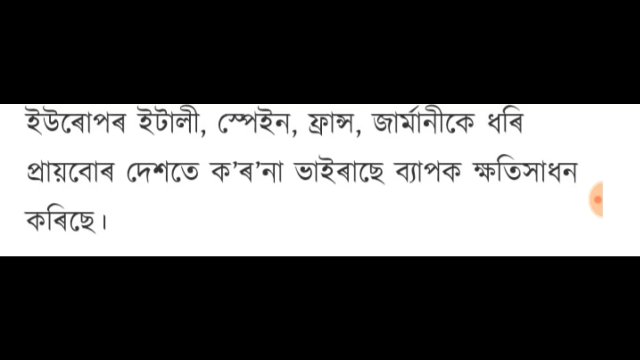 ইউৰোপৰ ইটালী, স্পেইন, ফ্ৰান্স, জাৰ্মানীকে ধৰি
প্ৰায়বোৰ দেশতে ক’ৰ’না ভাইৰাছে ব্যাপক ক্ষতিসাধন
কৰিছে।